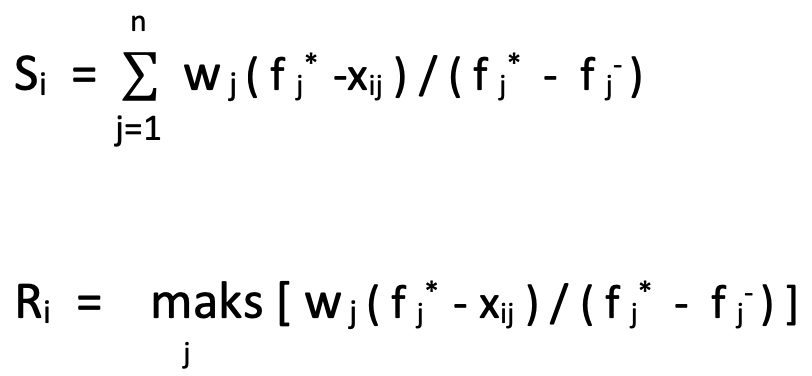 n
Si = ∑ wj ( fj* -xij ) / ( fj* - fj- )
j=1
Ri = maks [ wj ( fj* - xij ) / ( fj* - fj- ) ]
j